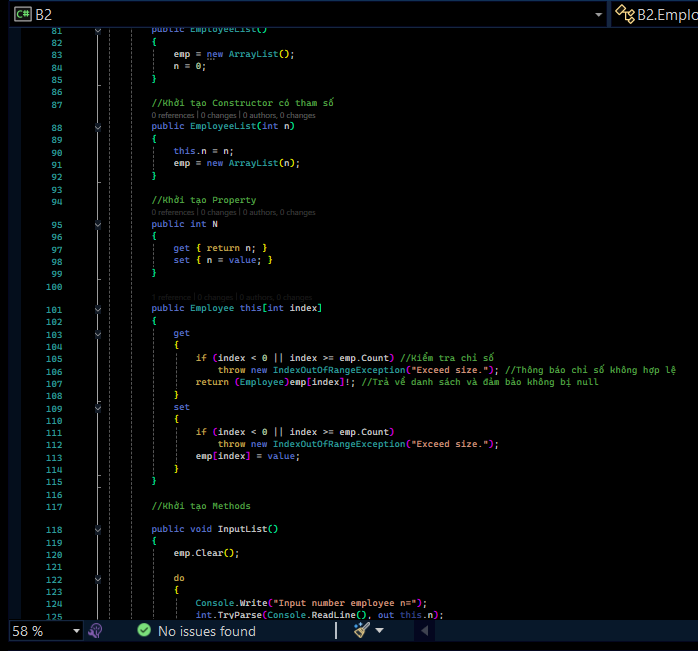 C# B2
B2.Emplo
81 public EmployeeList()
82 {
83 emp = new ArrayList();
84 n = 0;
85 }
86
87 //Khởi tạo Constructor có tham số
0 references | 0 changes | 0 authors, 0 changes
88 public EmployeeList(int n)
89 {
90 this.n = n;
91 emp = new ArrayList(n);
92 }
93
94 //Khởi tạo Property
0 references | 0 changes | 0 authors, 0 changes
95 public int N
96 {
97 get { return n; }
98 set { n = value; }
99 }
100
1 reference | 0 changes | 0 authors, 0 changes
101 public Employee this[int index]
102 {
103 get
104 {
105 if (index < 0 || index >= emp.Count) //Kiểm tra chỉ số
106 throw new IndexOutOfRangeException("Exceed size."); //Thông báo chỉ số không hợp lệ
107 return (Employee)emp[index]!; //Trả về danh sách và đảm bảo không bị null
108 }
109 set
110 {
111 if (index < 0 || index >= emp.Count)
112 throw new IndexOutOfRangeException("Exceed size.");
113 emp[index] = value;
114 }
115 }
116
117 //Khởi tạo Methods
118 public void InputList()
119 {
120 emp.Clear();
121
122 do
123 {
124 Console.Write("Input number employee n=");
125 int.TryParse(Console.ReadLine(), out this.n);
58 % No issues found